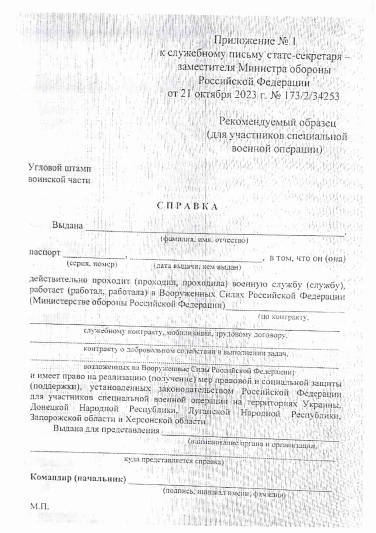 Приложение № 1
к служебному письму статс-секретаря –
заместителя Министра обороны
Российской Федерации
от 21 октября 2023 г. № 173/2/34253
Рекомендуемый образец
(для участников специальной
военной операции)
Угловой штамп
воинской части
СПРАВКА
Выдана ,
(фамилия, имя, отчество)
паспорт , , в том, что он (она)
(серия, номер) (дата выдачи, кем выдан)
действительно проходит (проходил, проходила) военную службу (службу),
работает (работал, работала) в Вооруженных Силах Российской Федерации
(Министерстве обороны Российской Федерации)
(по контракту,
служебному контракту, мобилизации, трудовому договору,
контракту о добровольном содействии в выполнении задач,
возложенных на Вооруженные Силы Российской Федерации)
и имеет право на реализацию (получение) мер правовой и социальной защиты
(поддержки), установленных законодательством Российской Федерации
для участников специальной военной операции на территориях Украины,
Донецкой Народной Республики, Луганской Народной Республики,
Запорожской области и Херсонской области.
Выдана для представления
(наименование органа и организации,
куда представляется справка)
Командир (начальник)
(подпись, инициал имени, фамилия)
М.П.